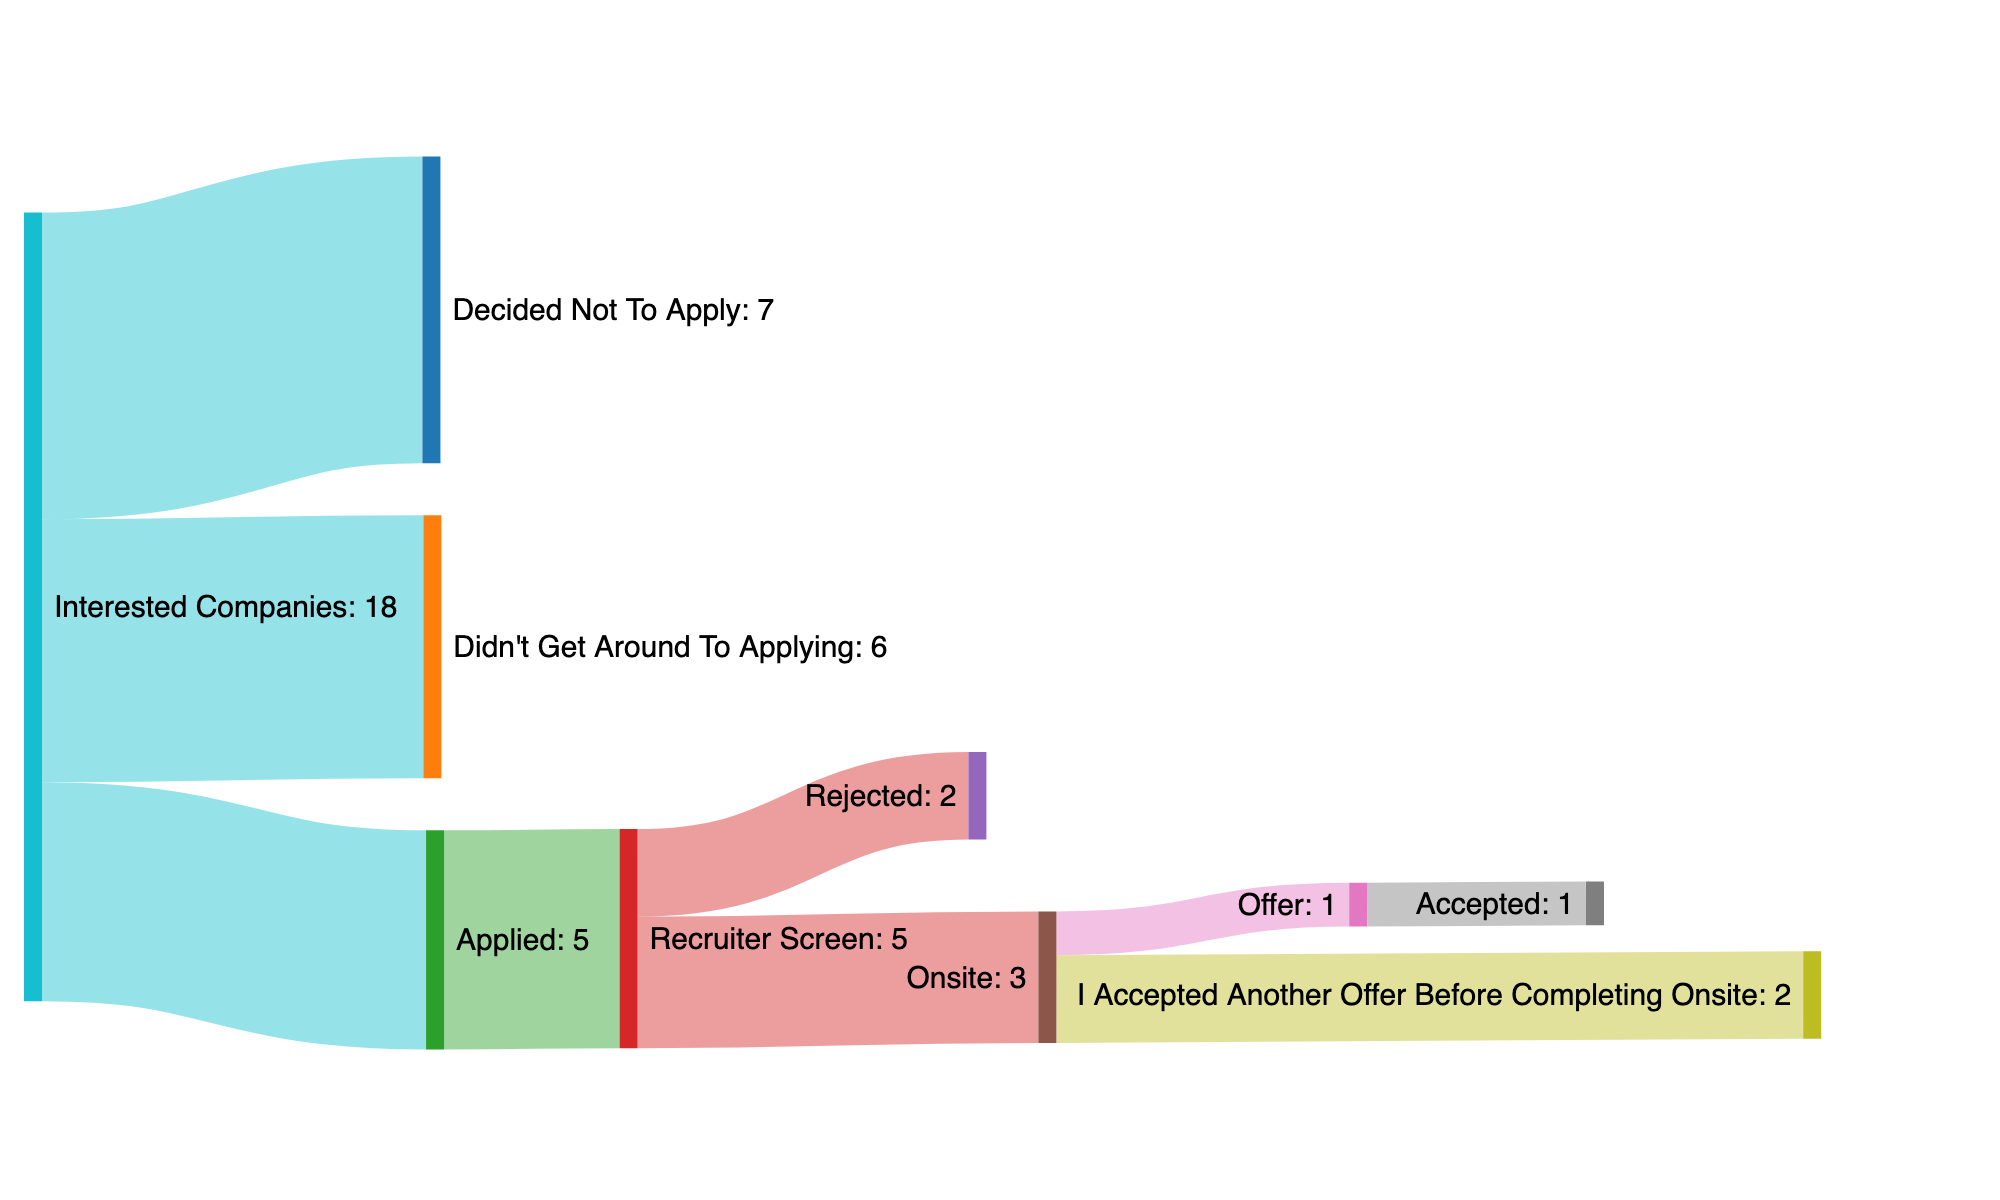 Decided Not To Apply: 7
Interested Companies: 18
Didn't Get Around To Applying: 6
Rejected: 2
Applied: 5
Recruiter Screen: 5
Onsite: 3
Offer: 1
Accepted: 1
I Accepted Another Offer Before Completing Onsite: 2